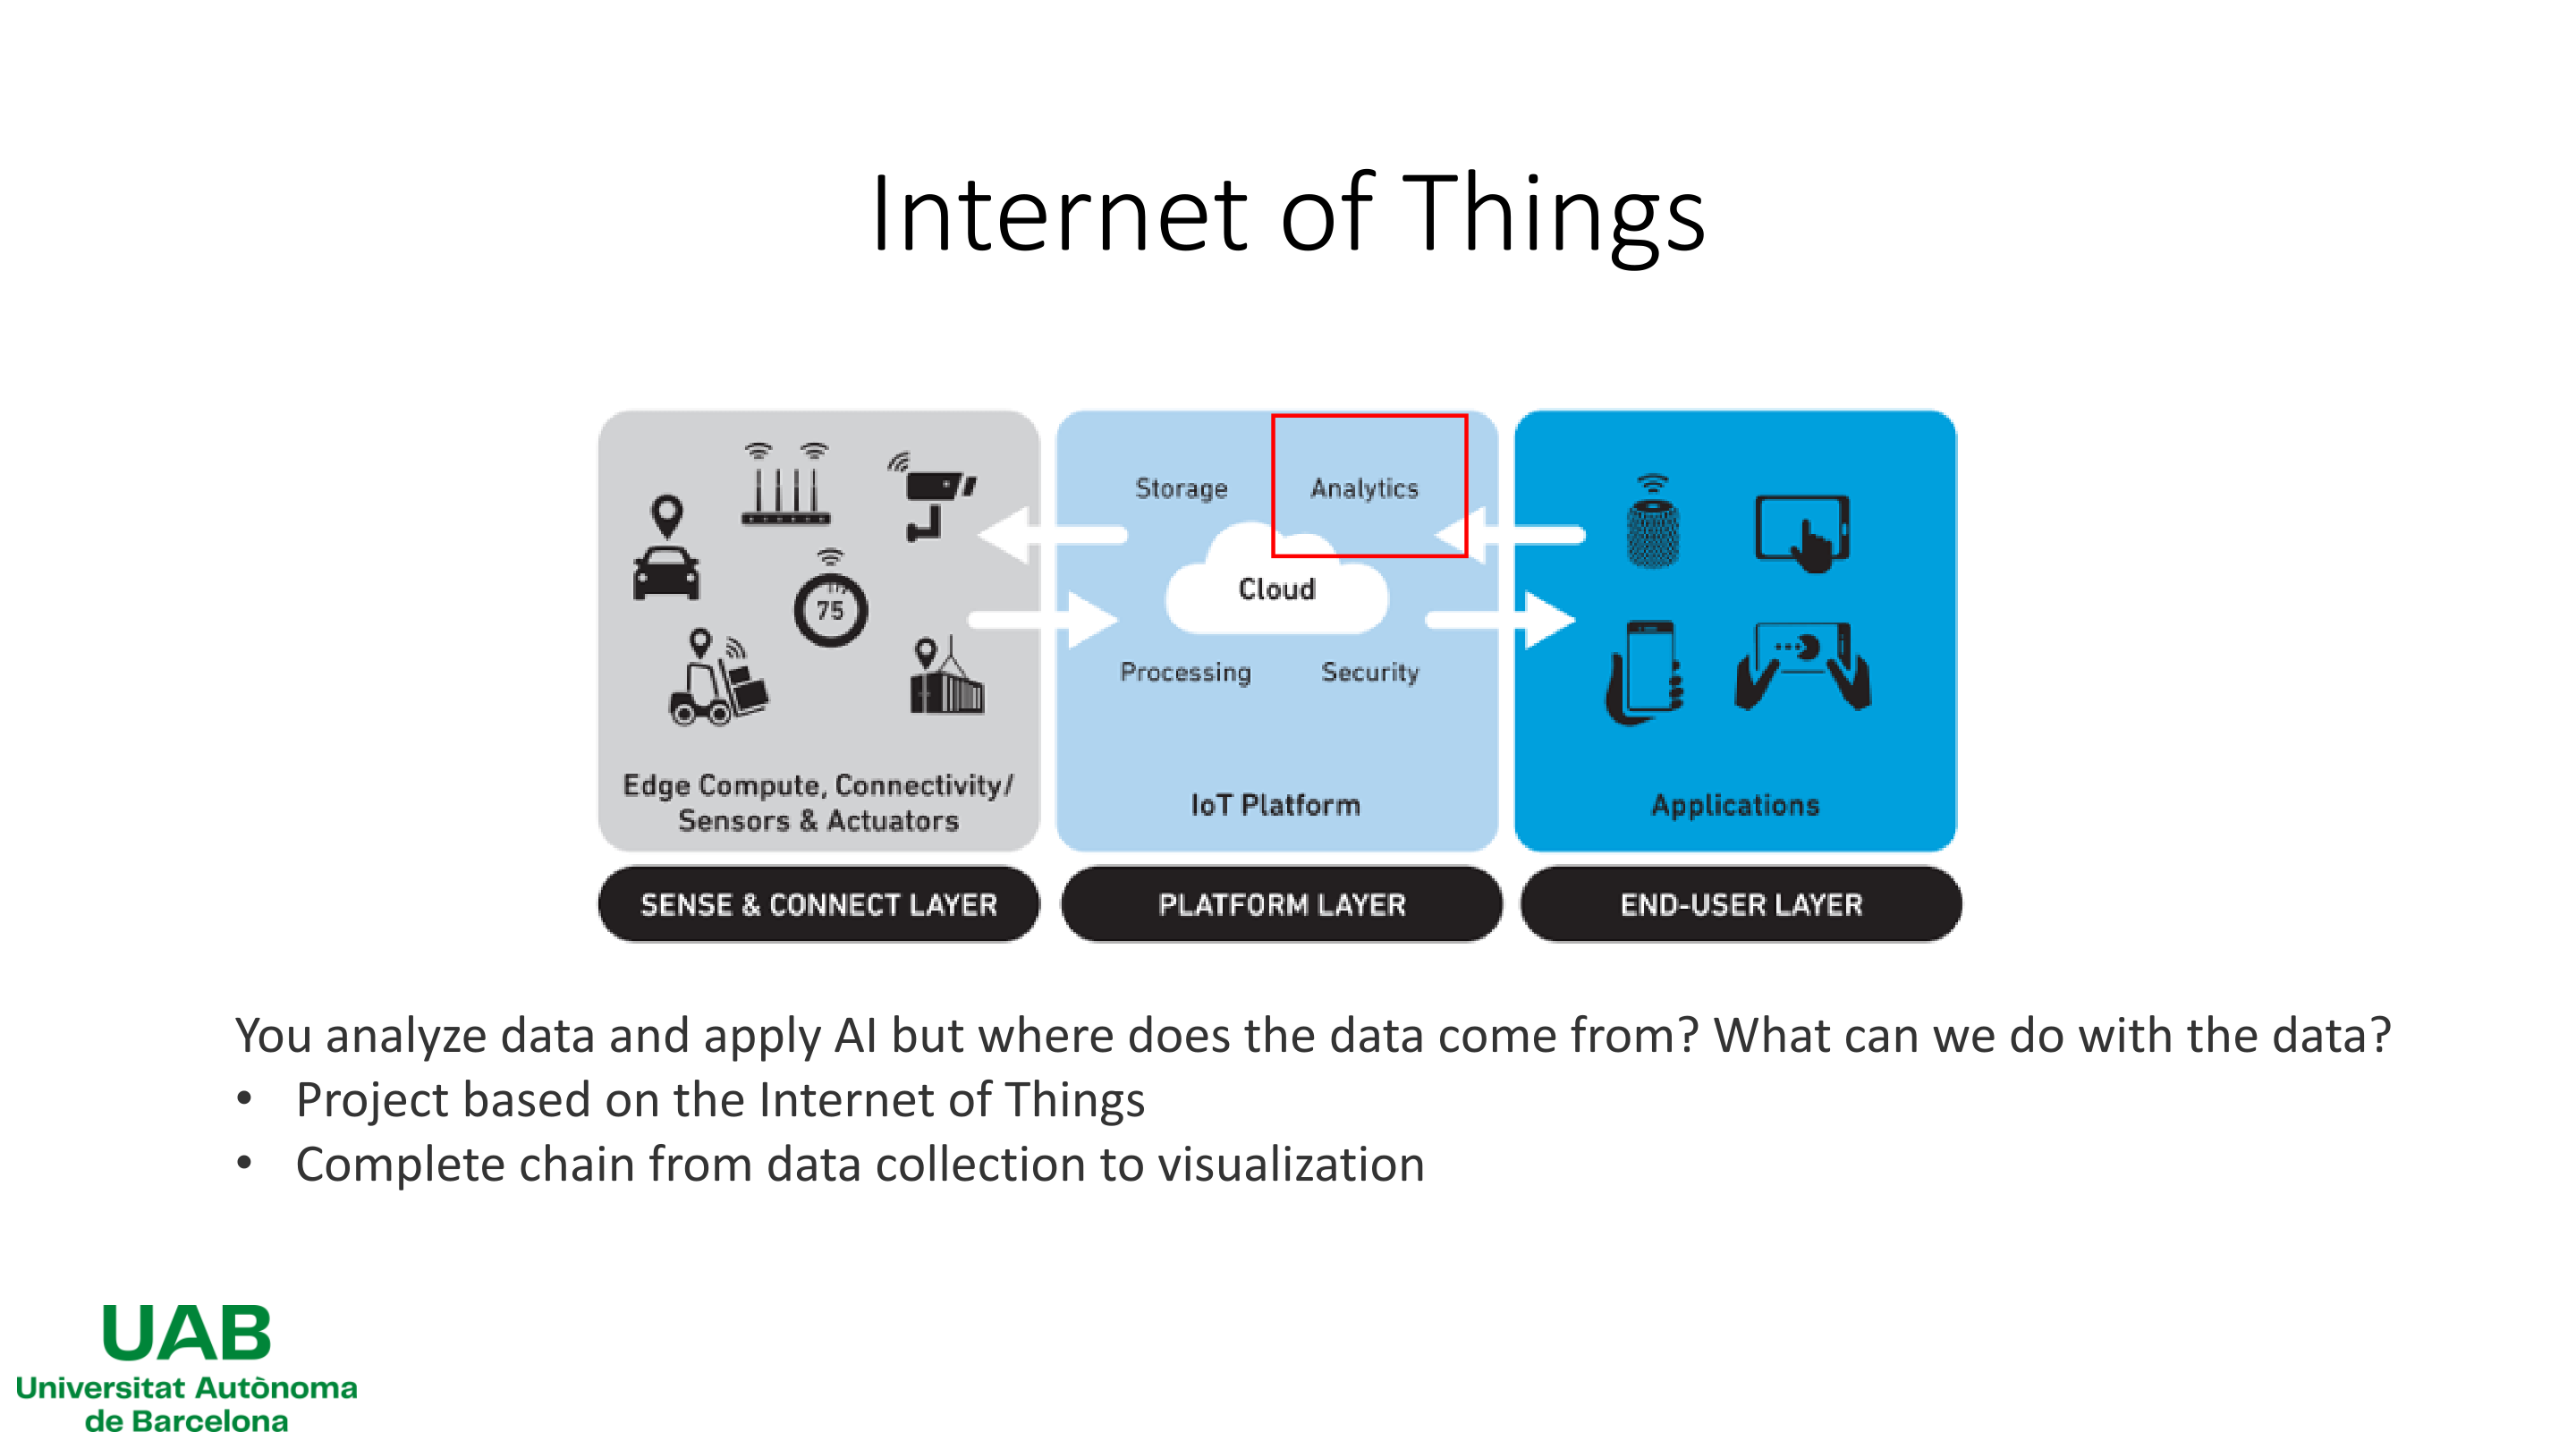 Internet of Things
Storage
Analytics
Cloud
75
Processing
Security
Edge Compute, Connectivity/
Sensors & Actuators
IoT Platform
Applications
SENSE & CONNECT LAYER
PLATFORM LAYER
END-USER LAYER
You analyze data and apply AI but where does the data come from? What can we do with the data?
• Project based on the Internet of Things
• Complete chain from data collection to visualization
UAB
Universitat Autònoma
de Barcelona